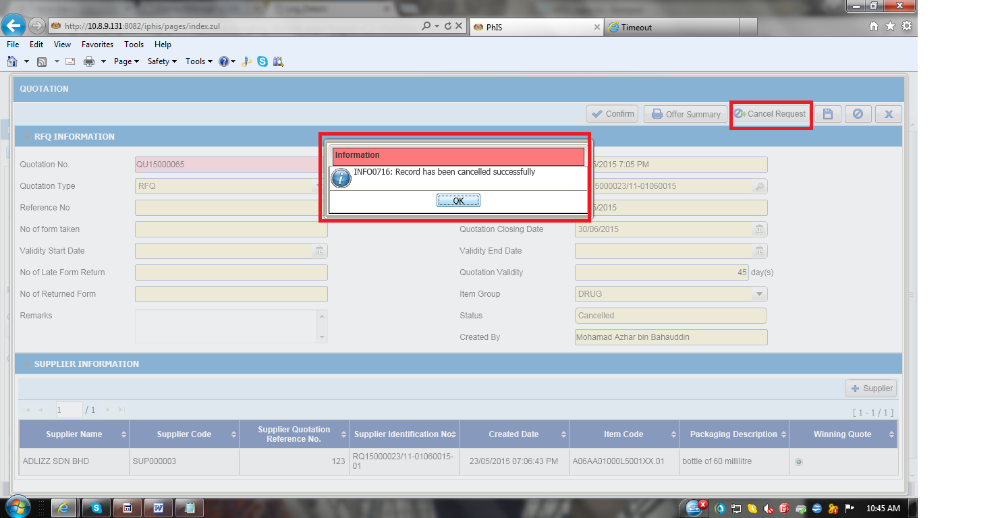 http://10.8.9.131:8082/iphis/pages/index.zul
PhIS
Timeout
File Edit View Favorites Tools Help
Page Safety Tools
QUOTATION
Confirm Offer Summary Cancel Request
RFQ INFORMATION
Information
INFO0716: Record has been cancelled successfully
OK
Quotation No. QU15000065 5/2015 7:05 PM
Quotation Type RFQ 15000023/11-01060015
Reference No 5/2015
No of form taken Quotation Closing Date 30/06/2015
Validity Start Date Validity End Date
No of Late Form Return Quotation Validity 45 day(s)
No of Returned Form Item Group DRUG
Remarks Status Cancelled
Created By Mohamad Azhar bin Bahauddin
SUPPLIER INFORMATION
Supplier
1 / 1
[ 1 - 1 / 1 ]
Supplier Name Supplier Code Supplier Quotation Reference No. Supplier Identification No Created Date Item Code Packaging Description Winning Quote
ADLIZZ SDN BHD SUP000003 123 RQ15000023/11-01060015-01 23/05/2015 07:06:43 PM A06AA01000L5001XX.01 bottle of 60 millilitre
10:45 AM